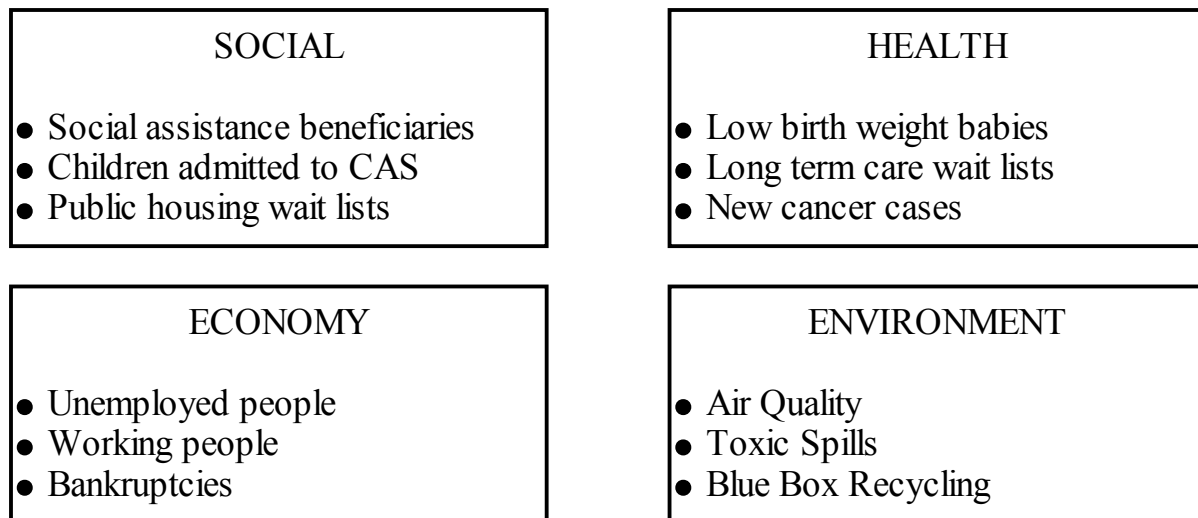 SOCIAL
● Social assistance beneficiaries
● Children admitted to CAS
● Public housing wait lists
HEALTH
● Low birth weight babies
● Long term care wait lists
● New cancer cases
ECONOMY
● Unemployed people
● Working people
● Bankruptcies
ENVIRONMENT
● Air Quality
● Toxic Spills
● Blue Box Recycling